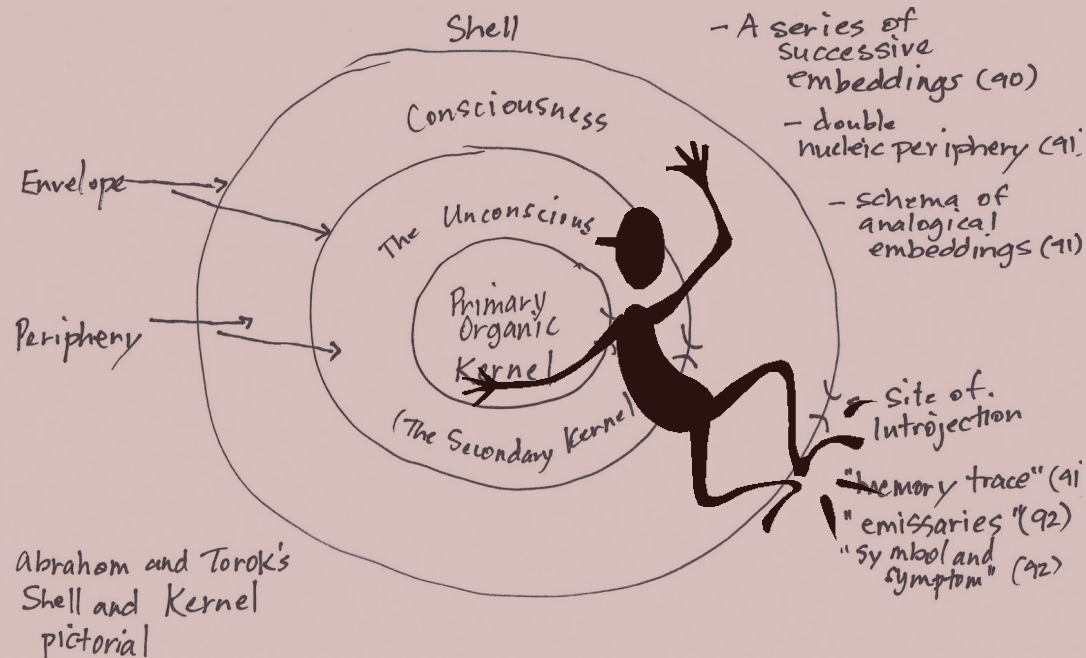 Shell
- A series of
successive
embeddings (90)
Consciousness
- double
nucleic periphery (91)
Envelope
- schema of
analogical
embeddings (91)
The Unconscious
Primary
Organic
Kernel
Periphery
(The Secondary Kernel)
Site of.
Introjection
"memory trace" (91
"emissaries" (92)
"Symbol and
symptom" (92)
Abraham and Torok's
Shell and Kernel
pictorial